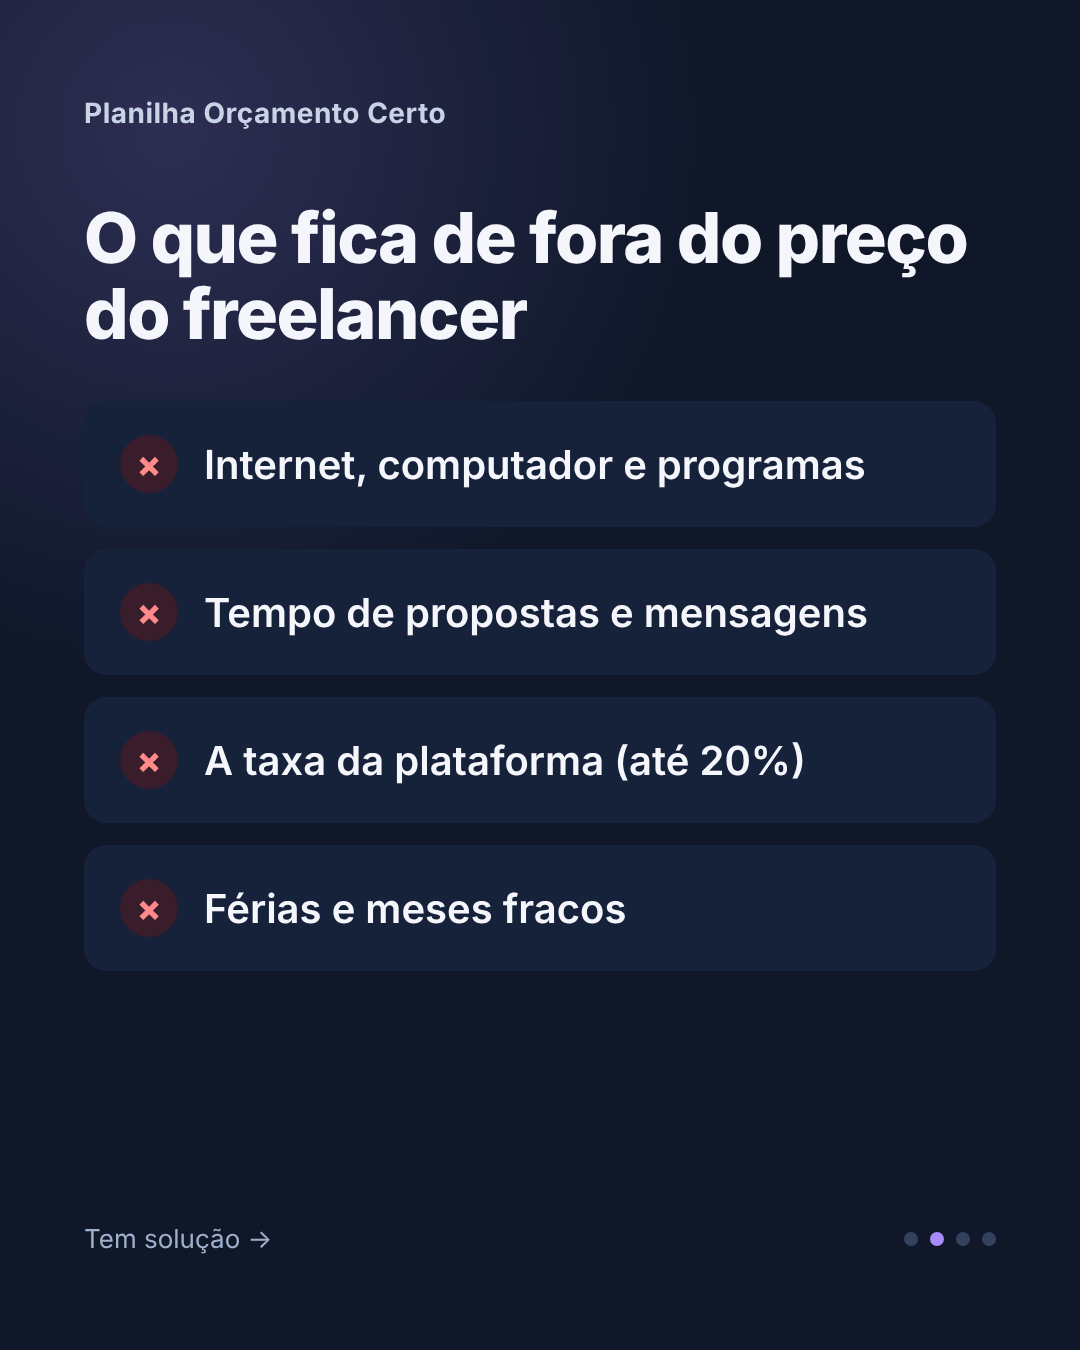 Planilha Orçamento Certo
O que fica de fora do preço
do freelancer
Internet, computador e programas
Tempo de propostas e mensagens
A taxa da plataforma (até 20%)
Férias e meses fracos
Tem solução →